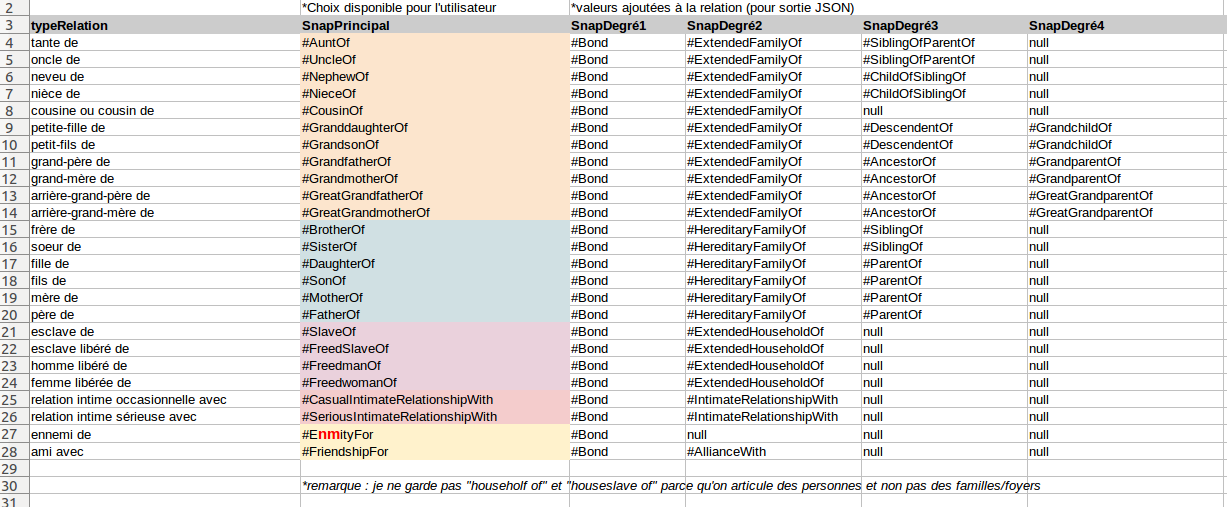 2 *Choix disponible pour l'utilisateur *valeurs ajoutées à la relation (pour sortie JSON)
3 typeRelation SnapPrincipal SnapDegré1 SnapDegré2 SnapDegré3 SnapDegré4
4 tante de #AuntOf #Bond #ExtendedFamilyOf #SiblingOfParentOf null
5 oncle de #UncleOf #Bond #ExtendedFamilyOf #SiblingOfParentOf null
6 neveu de #NephewOf #Bond #ExtendedFamilyOf #ChildOfSiblingOf null
7 nièce de #NieceOf #Bond #ExtendedFamilyOf #ChildOfSiblingOf null
8 cousine ou cousin de #CousinOf #Bond #ExtendedFamilyOf null null
9 petite-fille de #GranddaughterOf #Bond #ExtendedFamilyOf #DescendentOf #GrandchildOf
10 petit-fils de #GrandsonOf #Bond #ExtendedFamilyOf #DescendentOf #GrandchildOf
11 grand-père de #GrandfatherOf #Bond #ExtendedFamilyOf #AncestorOf #GrandparentOf
12 grand-mère de #GrandmotherOf #Bond #ExtendedFamilyOf #AncestorOf #Grandparentof
13 arrière-grand-père de #GreatGrandfatherOf #Bond #ExtendedFamilyOf #AncestorOf #GreatGrandparentOf
14 arrière-grand-mère de #GreatGrandmotherOf #Bond #ExtendedFamilyOf #AncestorOf #GreatGrandparentOf
15 frère de #BrotherOf #Bond #HereditaryFamilyOf #SiblingOf null
16 soeur de #SisterOf #Bond #HereditaryFamilyOf #SiblingOf null
17 fille de #DaughterOf #Bond #HereditaryFamilyOf #ParentOf null
18 fils de #SonOf #Bond #HereditaryFamilyOf #ParentOf null
19 mère de #MotherOf #Bond #HereditaryFamilyOf #ParentOf null
20 père de #FatherOf #Bond #HereditaryFamilyOf #ParentOf null
21 esclave de #SlaveOf #Bond #ExtendedHouseholdOf null null
22 esclave libéré de #FreedSlaveOf #Bond #ExtendedHouseholdOf null null
23 homme libéré de #FreedmanOf #Bond #ExtendedHouseholdOf null null
24 femme libérée de #FreedwomanOf #Bond #ExtendedHouseholdOf null null
25 relation intime occasionnelle avec #CasualIntimateRelationshipWith #Bond #IntimateRelationshipWith null null
26 relation intime sérieuse avec #SeriousIntimateRelationshipWith #Bond #IntimateRelationshipWith null null
27 ennemi de #EnmityFor #Bond null null null
28 ami avec #FriendshipFor #Bond #AllianceWith null null
29
30 *remarque : je ne garde pas "householf of" et "houseslave of" parce qu'on articule des personnes et non pas des familles/foyers
31